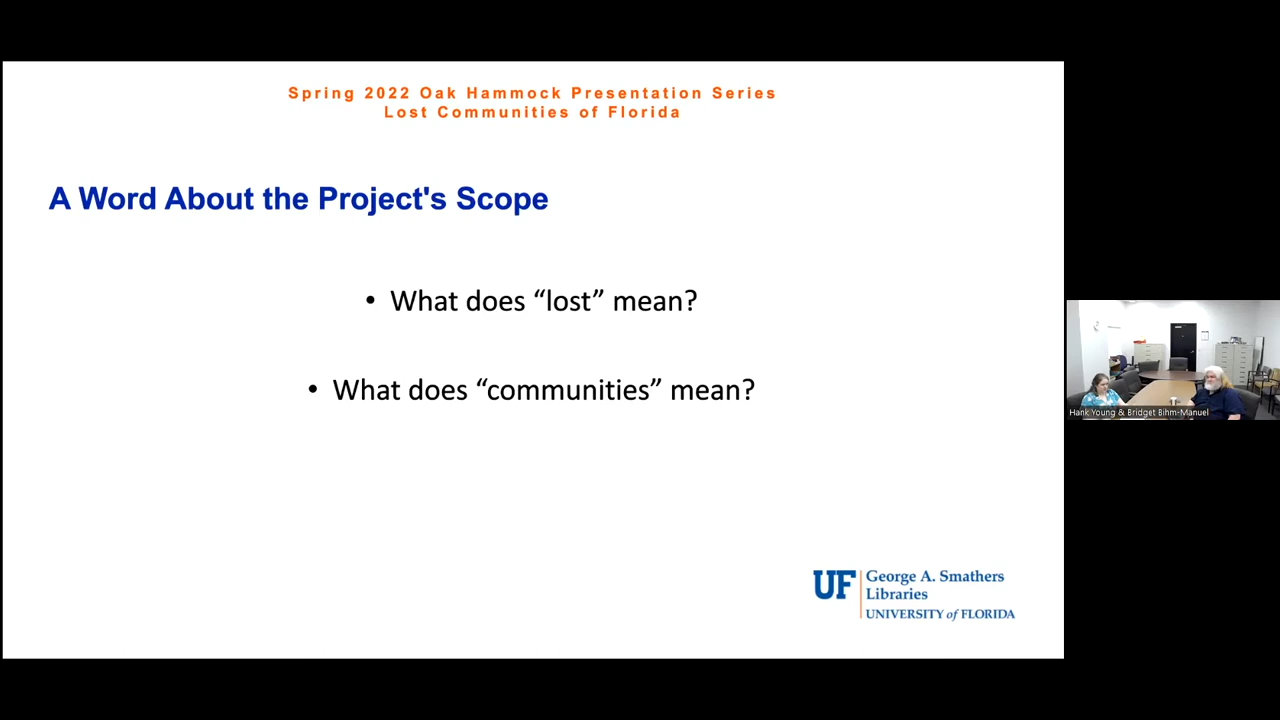 Spring 2022 Oak Hammock Presentation Series
Lost Communities of Florida
A Word About the Project's Scope
• What does “lost” mean?
• What does “communities” mean?
Hank Young & Bridget Bihm-Manuel
UF
George A. Smathers
Libraries
UNIVERSITY of FLORIDA